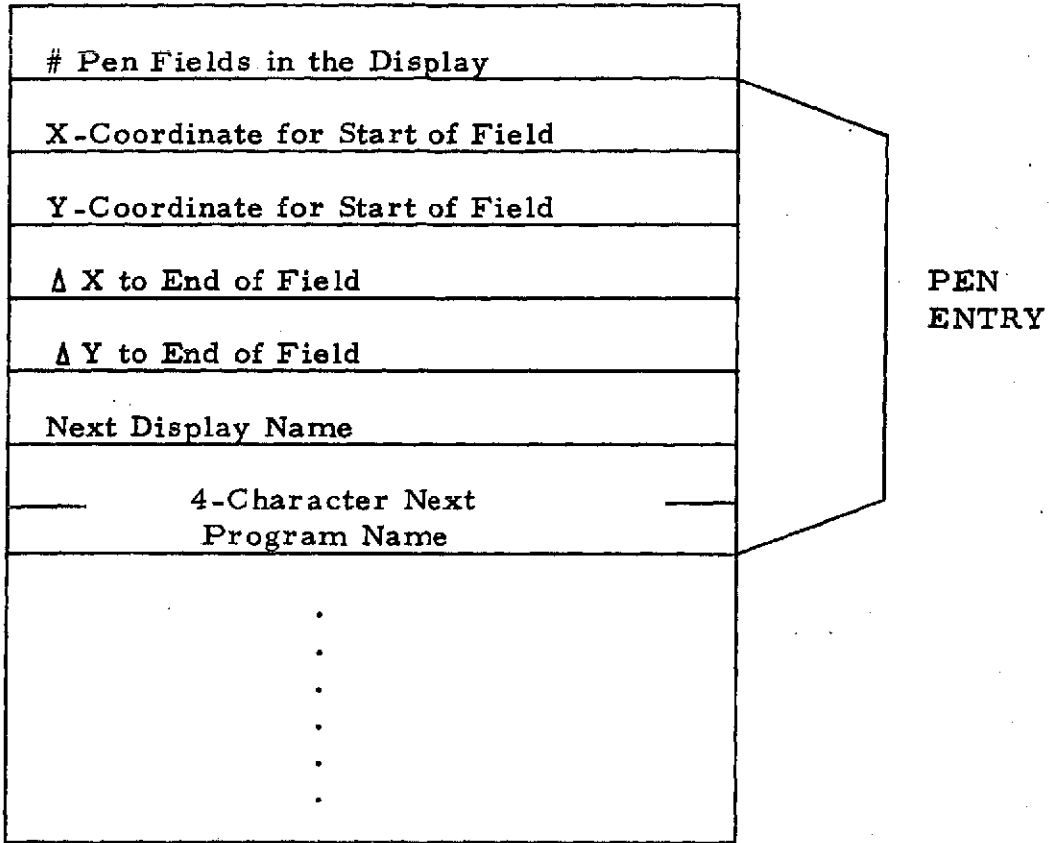 # Pen Fields in the Display
X-Coordinate for Start of Field
Y-Coordinate for Start of Field
Δ X to End of Field
Δ Y to End of Field
Next Display Name
4-Character Next
Program Name
PEN
ENTRY